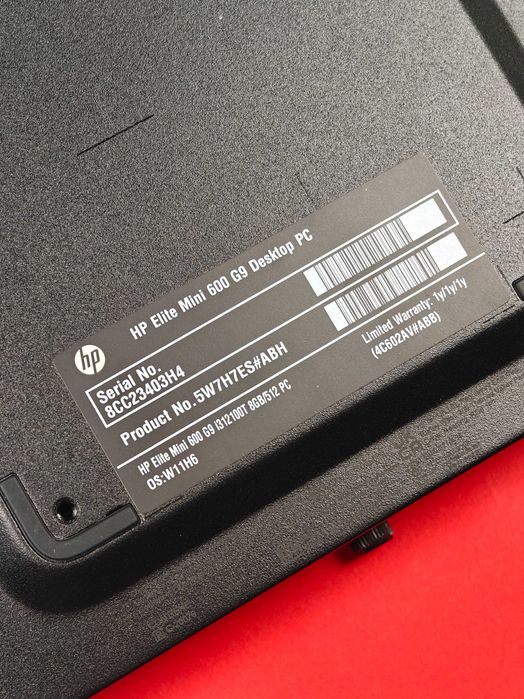 hp
HP Elite Mini 600 G9 Desktop PC
Serial No.
8CC23403H4
Product No. 5W7H7ES#ABH
Limited Warranty: 1y/1y/1y
(4C602AV#ABB)
HP Elite Mini 600 G9 I312100T 8GB/512 PC
OS:W11H6